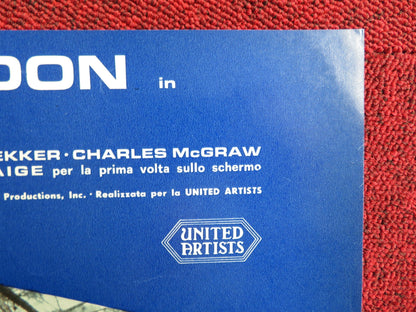 OON in
EKKER · CHARLES McGRAW
AIGE per la prima volta sullo schermo
Productions, Inc. · Realizzata per la UNITED ARTISTS
UNITED
ARTISTS